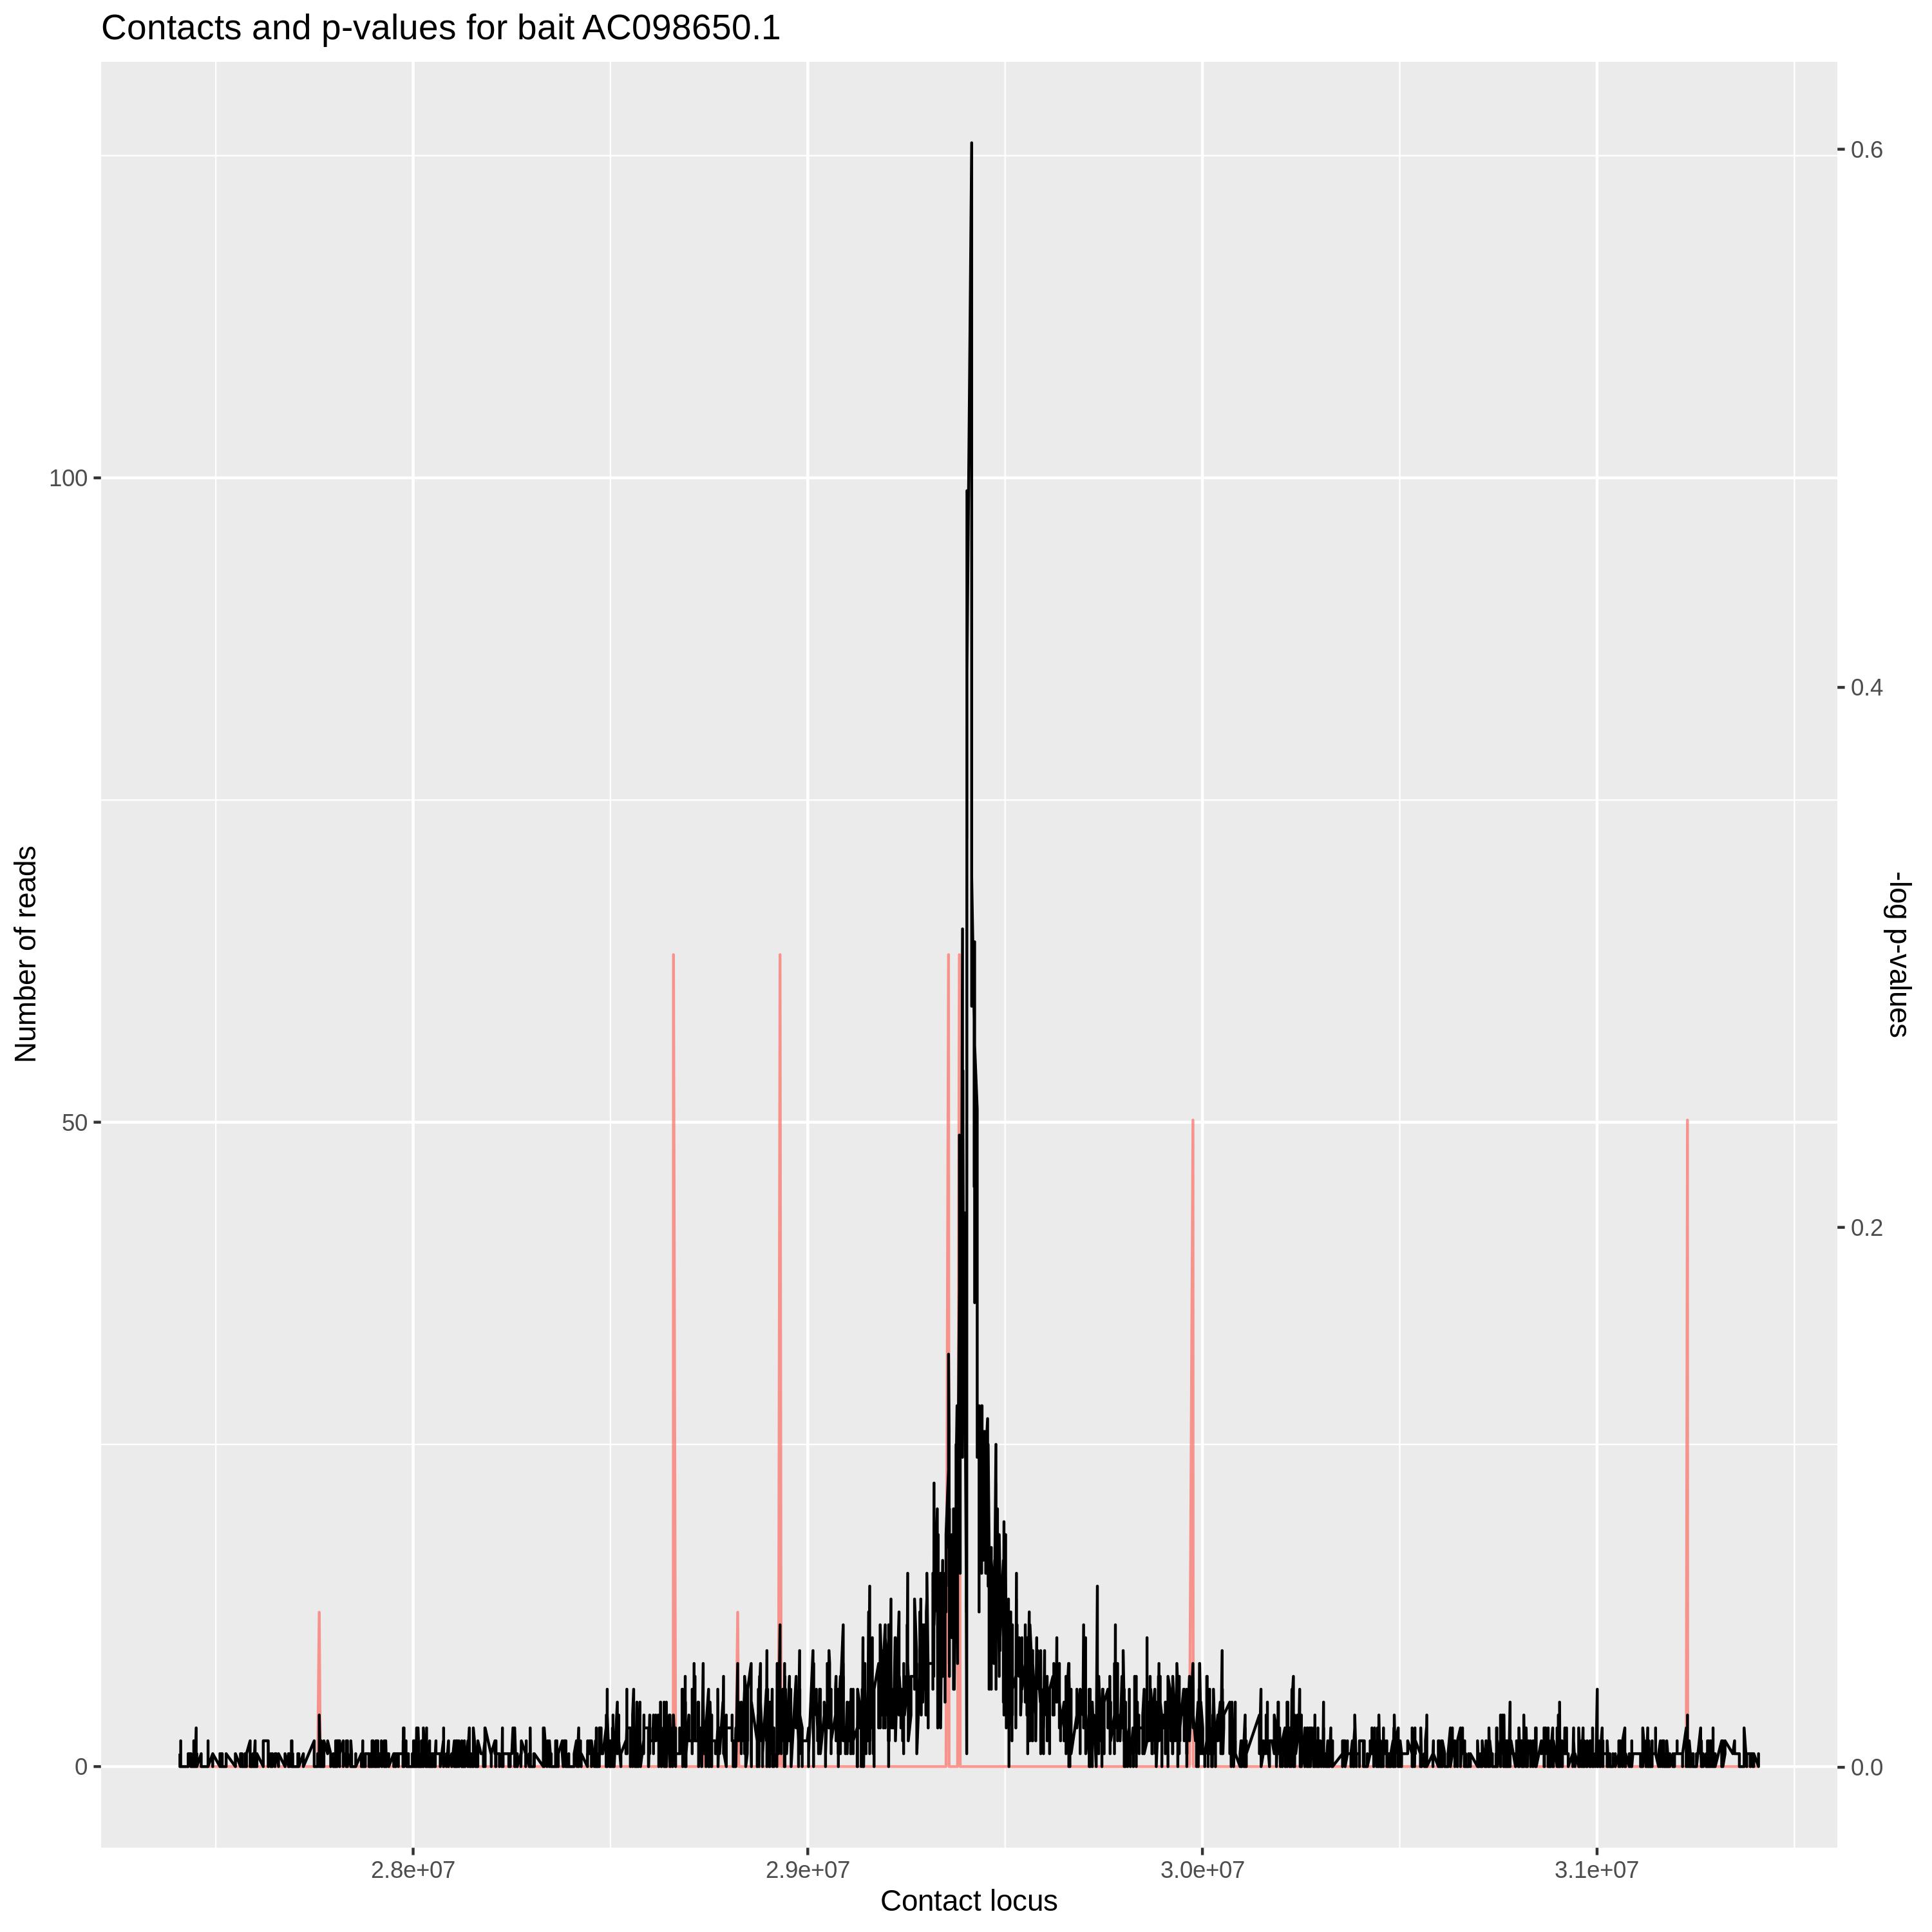 Contacts and p-values for bait AC098650.1
0.6
100
0.4
Number of reads
-log p-values
50
0.2
0
0.0
2.8e+07
2.9e+07
3.0e+07
3.1e+07
Contact locus